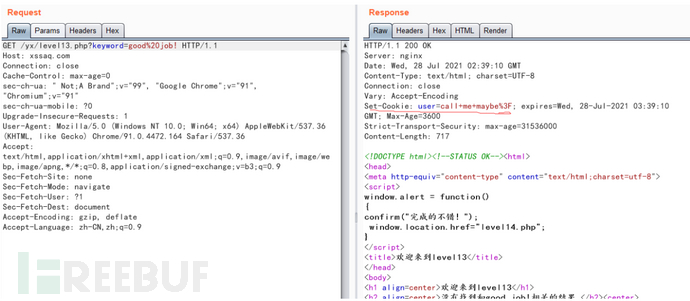 Request
Raw
Params
Headers
Hex
GET /yx/level13.php?keyword=good%20job! HTTP/1.1
Host: xssaq.com
Connection: close
Cache-Control: max-age=0
sec-ch-ua: " Not;A Brand";v="99", "Google Chrome";v="91",
"Chromium";v="91"
sec-ch-ua-mobile: ?0
Upgrade-Insecure-Requests: 1
User-Agent: Mozilla/5.0 (Windows NT 10.0; Win64; x64) AppleWebKit/537.36
(KHTML, like Gecko) Chrome/91.0.4472.164 Safari/537.36
Accept:
text/html,application/xhtml+xml,application/xml;q=0.9,image/avif,image/we
bp,image/apng,*/*;q=0.8,application/signed-exchange;v=b3;q=0.9
Sec-Fetch-Site: none
Sec-Fetch-Mode: navigate
Sec-Fetch-User: ?1
Sec-Fetch-Dest: document
Accept-Encoding: gzip, deflate
Accept-Language: zh-CN,zh;q=0.9
REEBUF
Response
Raw
Headers
Hex
HTML
Render
HTTP/1.1 200 OK
Server: nginx
Date: Wed, 28 Jul 2021 02:39:10 GMT
Content-Type: text/html; charset=UTF-8
Connection: close
Vary: Accept-Encoding
Set-Cookie: user=call+me+maybe%3F; expires=Wed, 28-Jul-2021 03:39:10
GMT; Max-Age=3600
Strict-Transport-Security: max-age=31536000
Content-Length: 717
<!DOCTYPE html><!--STATUS OK--><html>
<head>
<meta http-equiv="content-type" content="text/html;charset=utf-8">
<script>
window.alert = function()
{
confirm("完成的不错！");
window.location.href="level14.php";
}
</script>
<title>欢迎来到level13</title>
</head>
<body>
<h1 align=center>欢迎来到level13</h1>
<h2 align=center>没有找到和good job!相关的结果.</h2><center>